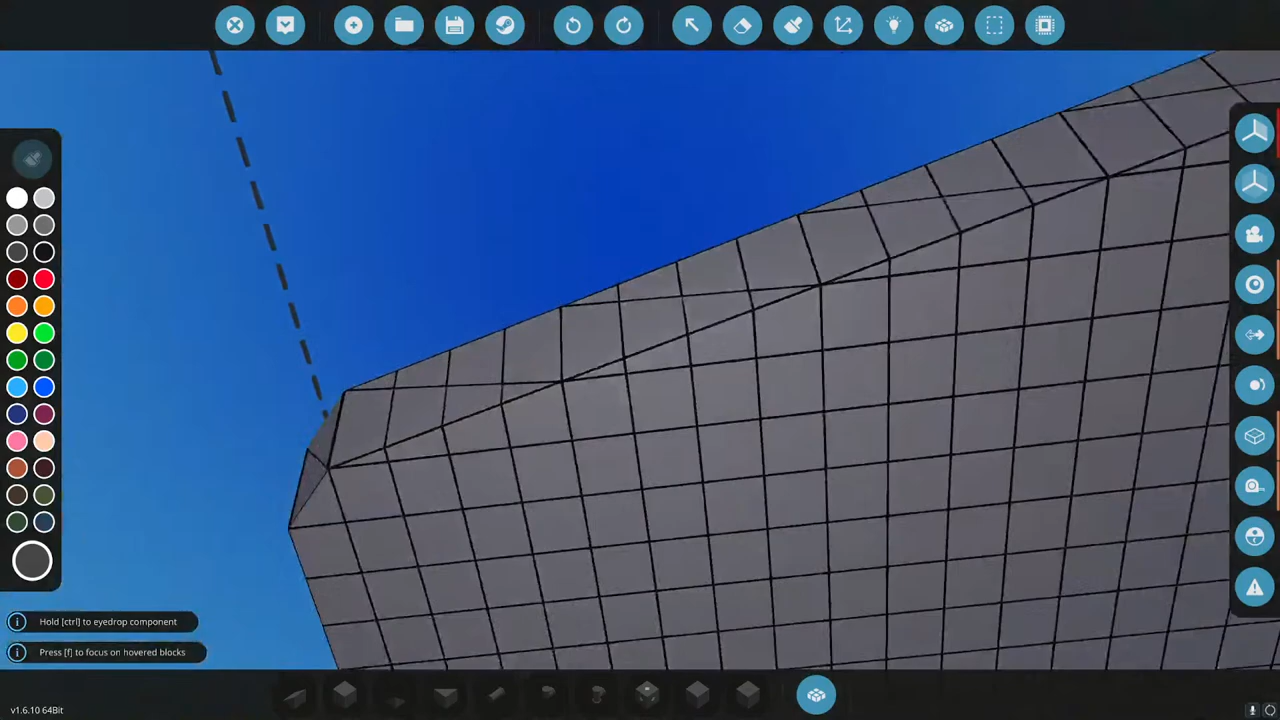 Hold [ctrl] to eyedrop component
Press [f] to focus on hovered blocks
v1.6.10 64Bit